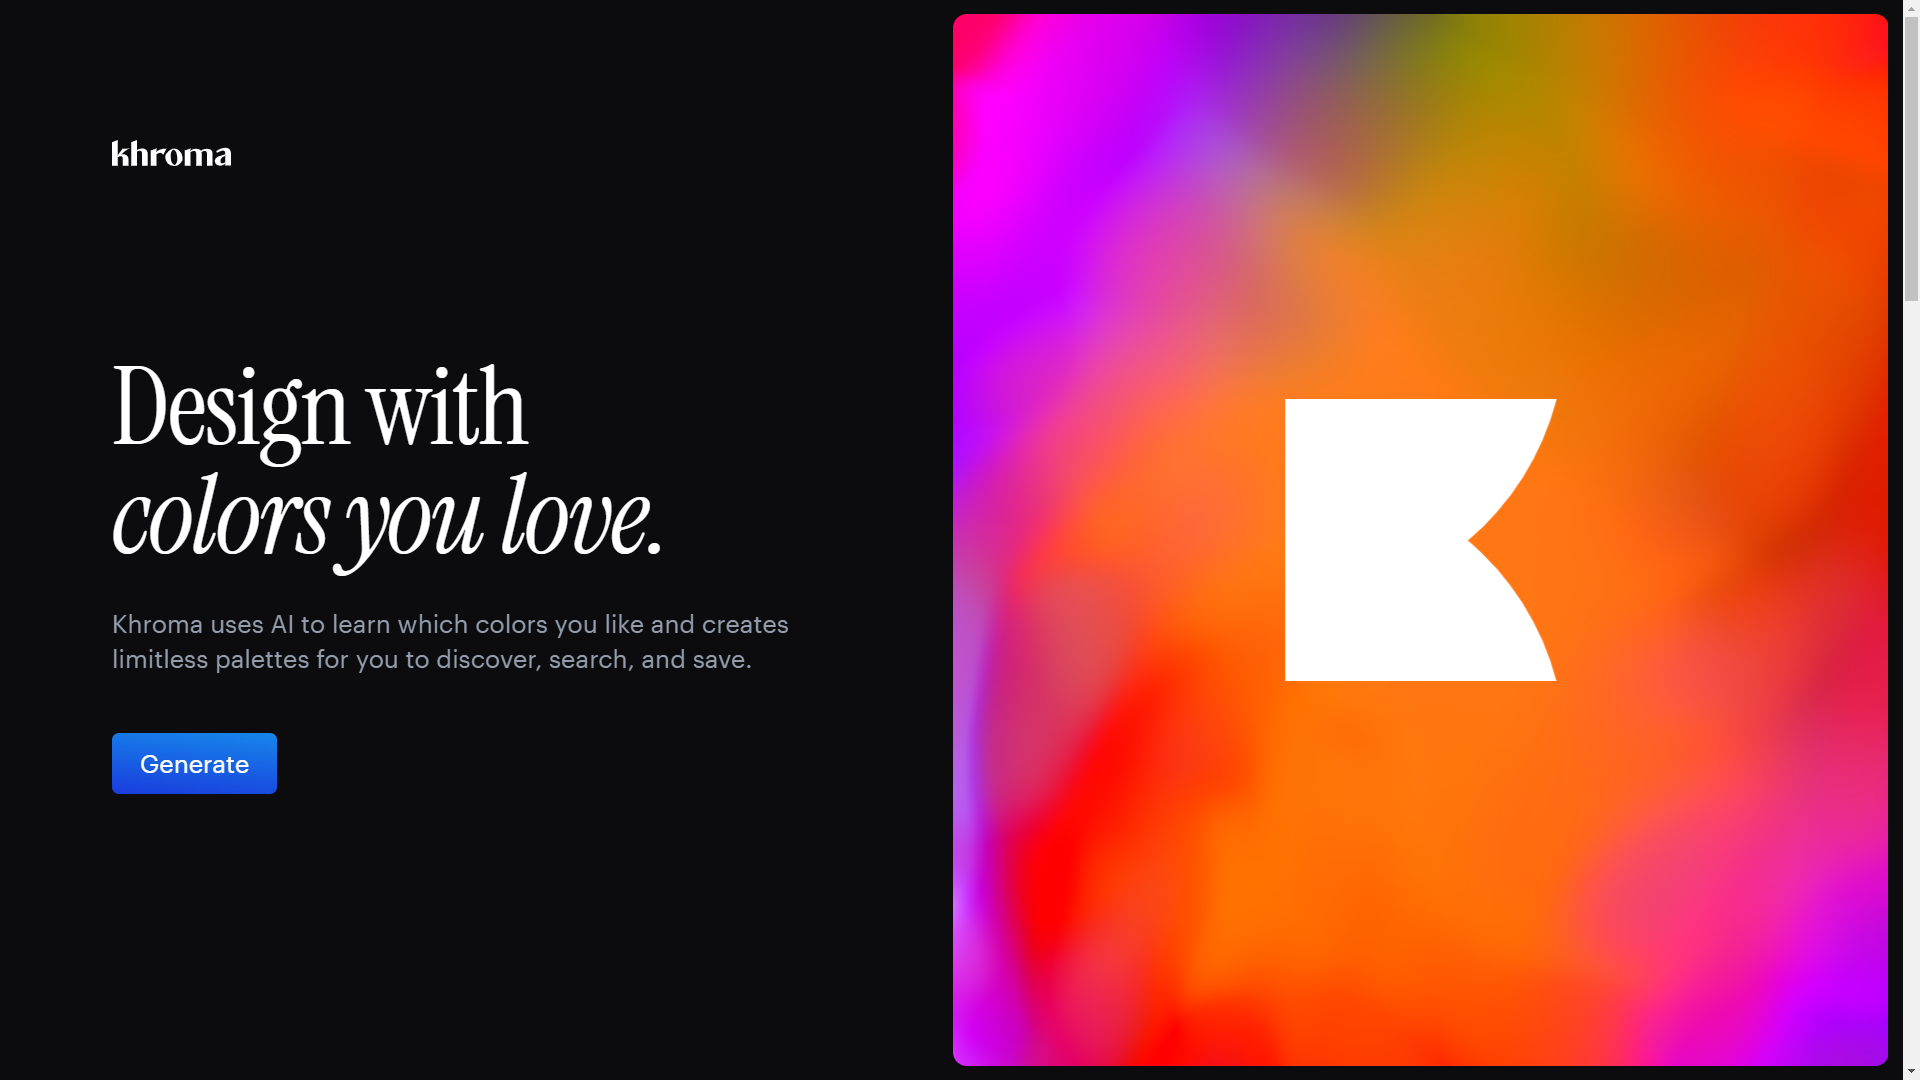 khroma
Design with
colors you love.
Khroma uses AI to learn which colors you like and creates
limitless palettes for you to discover, search, and save.
Generate